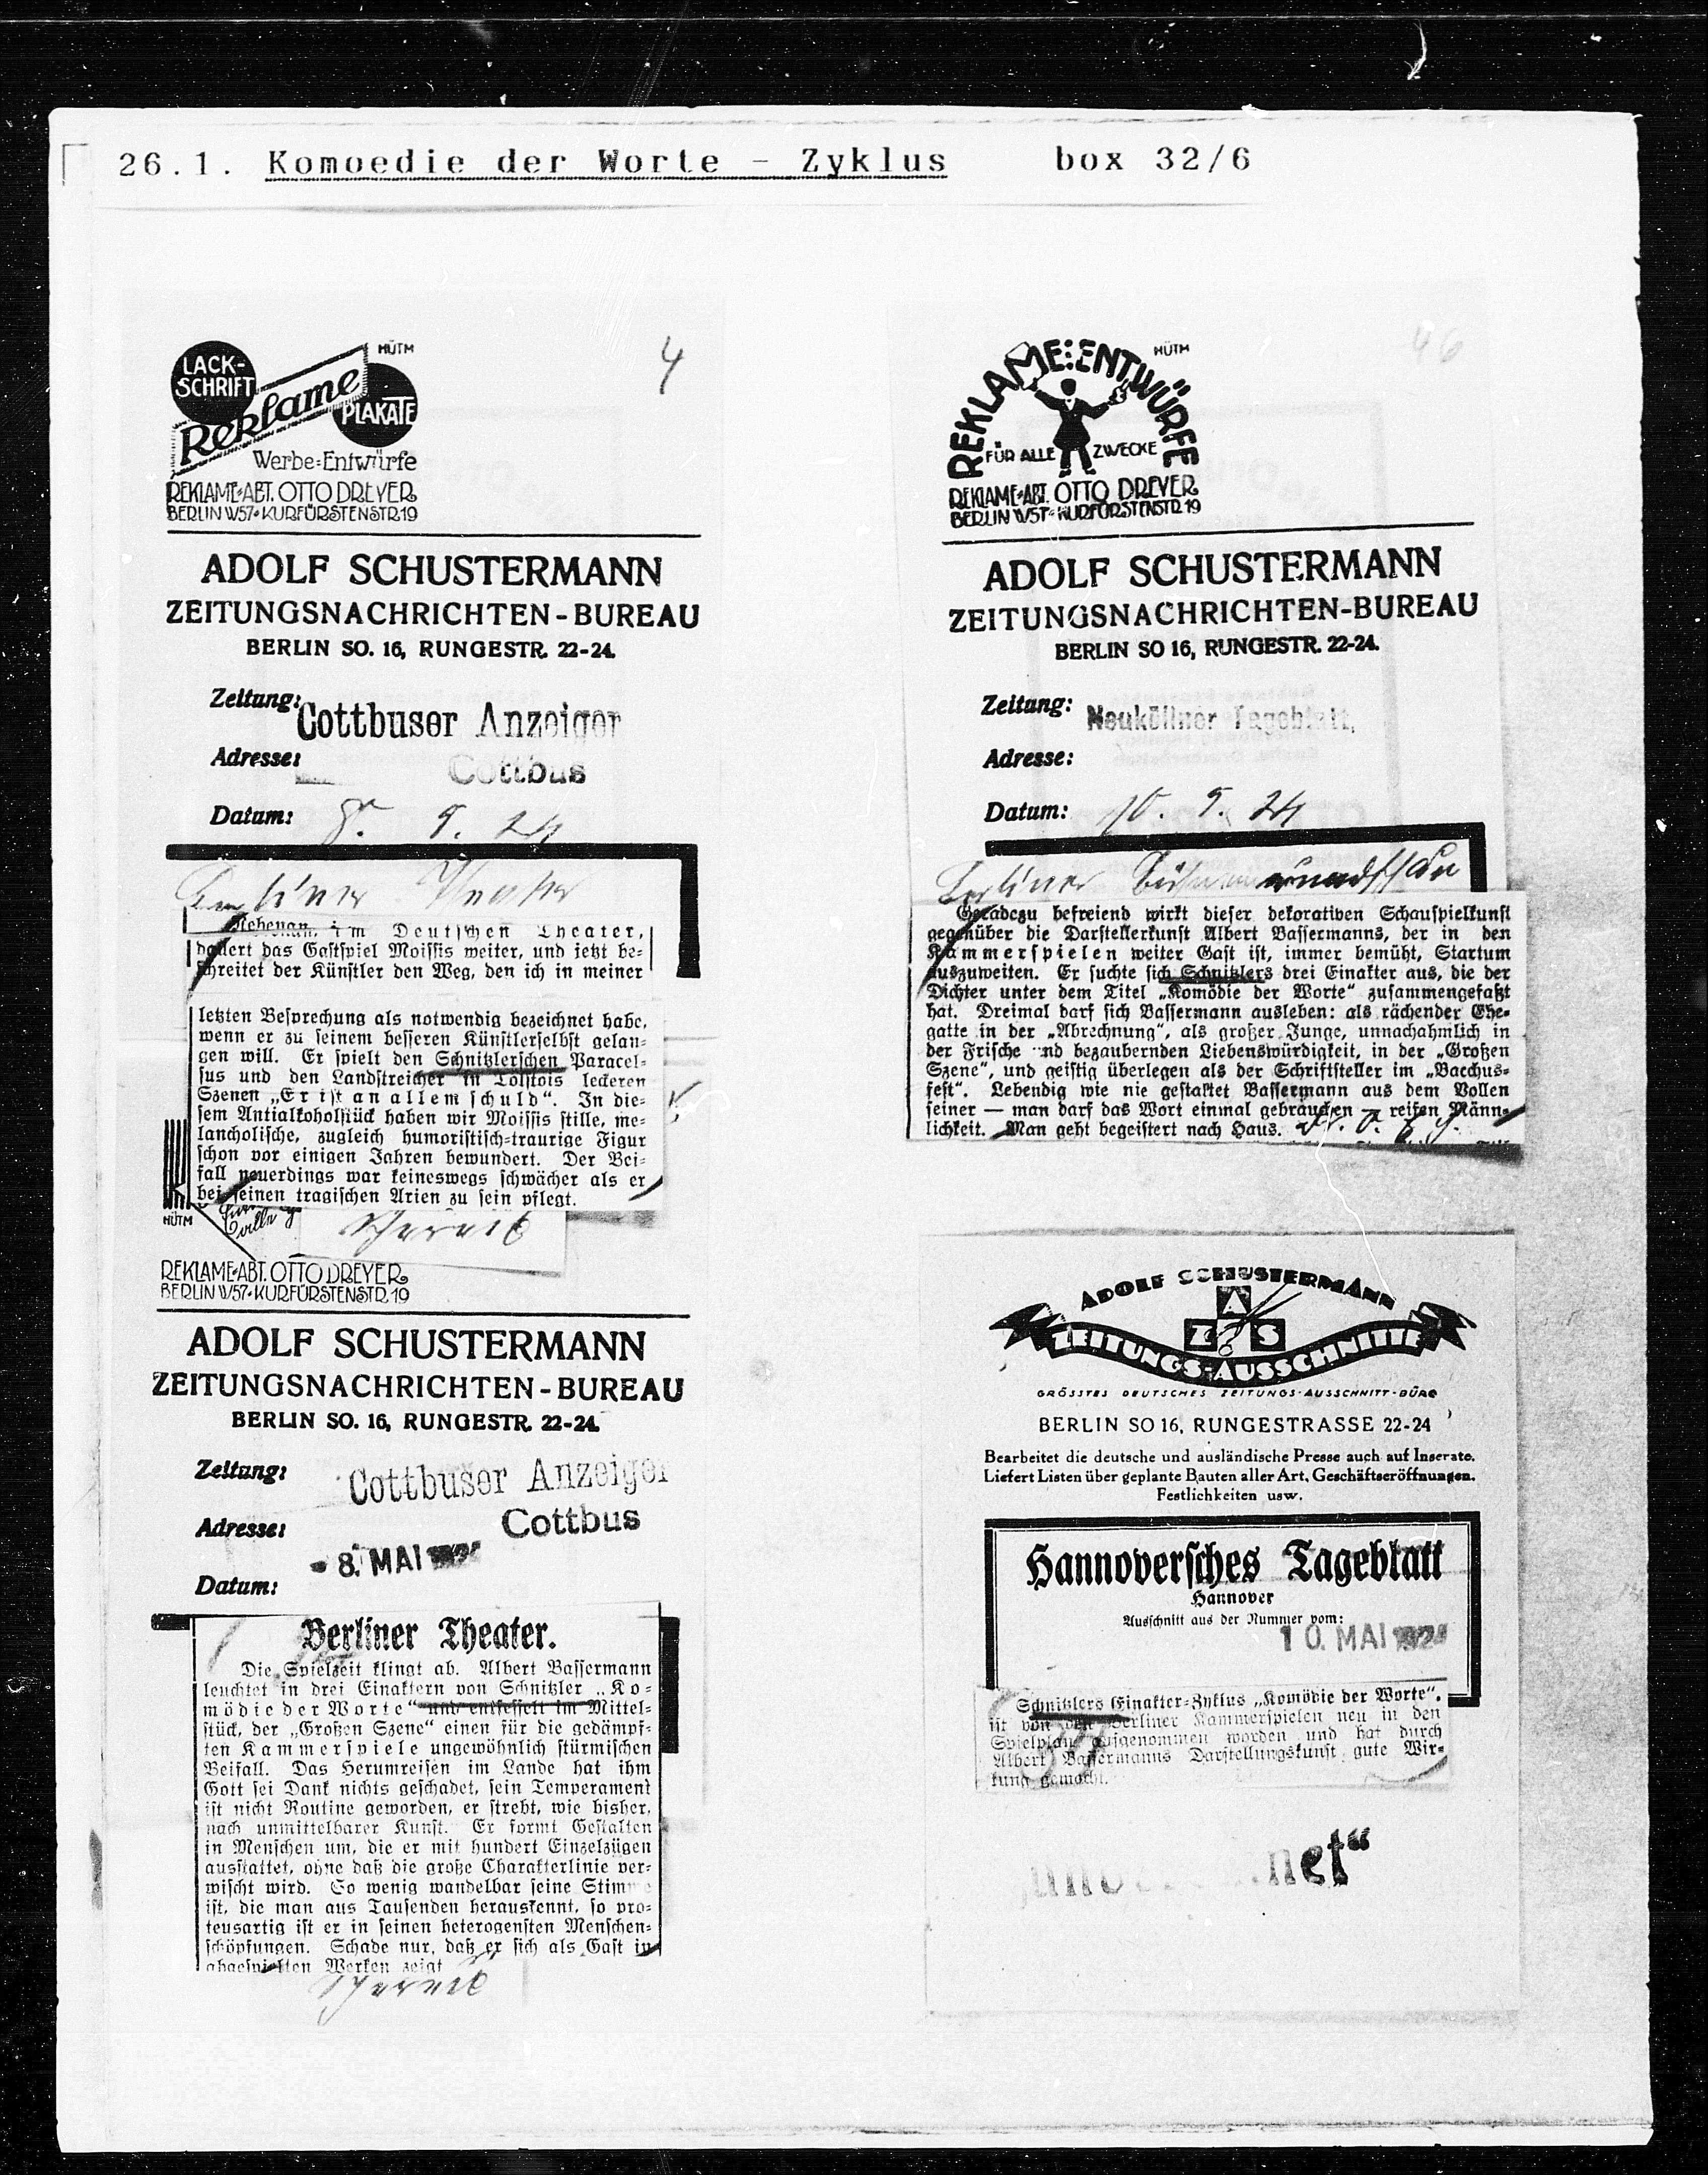 26.1. Komoedie der Worte - Zyklus box 32/6
4
LACK-
SCHRIFT
HÜTM
Reklame
PLAKATE
Werbe=Entwürfe
REKLAME=ABT. OTTO DREYER
BERLIN W57• KURFÜRSTENSTR.19
ADOLF SCHUSTERMANN
ZEITUNGSNACHRICHTEN-BUREAU
BERLIN SO. 16, RUNGESTR. 22-24.
Zeitung: Cottbuser Anzeiger
Adresse: Cottbus
Datum: 8. 5. 24
Berliner Theater
Nebenan, im Deutschen Theater,
dauert das Gastspiel Moissis weiter, und jetzt be=
schreitet der Künstler den Weg, den ich in meiner
letzten Besprechung als notwendig bezeichnet habe,
wenn er zu seinem besseren Künstlerselbst gelan=
gen will. Er spielt den Schnitzlerschen Paracel=
sus und den Landstreicher in Tolstois leckeren
Szenen „Er ist an allem schuld“. In die=
sem Antialkoholstück haben wir Moissis stille, me=
lancholische, zugleich humoristisch=traurige Figur
schon vor einigen Jahren bewundert. Der Bei=
fall neuerdings war keineswegs schwächer als er
bei seinen tragischen Arien zu sein pflegt.
HÜTM
REKLAME=ABT. OTTO DREYER
BERLIN W57• KURFÜRSTENSTR.19
ADOLF SCHUSTERMANN
ZEITUNGSNACHRICHTEN-BUREAU
BERLIN SO. 16, RUNGESTR. 22-24.
Zeitung: Cottbuser Anzeiger
Adresse: Cottbus
Datum: - 8. MAI 1924
Berliner Theater.
Die Spielzeit klingt ab. Albert Bassermann
leuchtet in drei Einaktern von Schnitzler „Ko=
mödie der Worte“ und entfesselt im Mittel=
stück, der „Großen Szene“ einen für die gedämpf=
ten Kammerspiele ungewöhnlich stürmischen
Beifall. Das Herumreisen im Lande hat ihm
Gott sei Dank nichts geschadet, sein Temperament
ist nicht Routine geworden, er strebt, wie bisher,
nach unmittelbarer Kunst. Er formt Gestalten
in Menschen um, die er mit hundert Einzelzügen
ausstattet, ohne daß die große Charakterlinie ver=
wischt wird. So wenig wandelbar seine Stimme
ist, die man aus Tausenden herauskennt, so pro=
teusartig ist er in seinen heterogensten Menschen=
schöpfungen. Schade nur, daß er sich als Gast in
abgespielten Werken zeigt
46
REKLAME=ENTWÜRFE
HÜTM
FÜR ALLE ZWECKE
REKLAME=ABT. OTTO DREYER
BERLIN W57• KURFÜRSTENSTR.19
ADOLF SCHUSTERMANN
ZEITUNGSNACHRICHTEN-BUREAU
BERLIN SO 16, RUNGESTR. 22-24.
Zeitung: Neuköllner Tageblatt,
Adresse:
Datum: 10. 5. 24
Berliner Bühnenrundschau
Geradezu befreiend wirkt dieser dekorativen Schauspielkunst
gegenüber die Darstellerkunst Albert Bassermanns, der in den
Kammerspielen weiter Gast ist, immer bemüht, Startum
auszuweiten. Er suchte sich Schnitzlers drei Einakter aus, die der
Dichter unter dem Titel „Komödie der Worte“ zusammengefaßt
hat. Dreimal darf sich Bassermann ausleben: als rächender Ehe=
gatte in der „Abrechnung“, als großer Junge, unnachahmlich in
der Frische und bezaubernden Liebenswürdigkeit, in der „Großen
Szene“, und geistig überlegen als der Schriftsteller im „Bacchus=
fest“. Lebendig wie nie gestaltet Bassermann aus dem Vollen
seiner — man darf das Wort einmal gebrauchen — reifen Männ=
lichkeit. Man geht begeistert nach Haus.
ADOLF SCHUSTERMANN
A
Z S
ZEITUNGS-AUSSCHNITTE
GRÖSSTES DEUTSCHES ZEITUNGS-AUSSCHNITT-BÜRO
BERLIN SO 16, RUNGESTRASSE 22-24
Bearbeitet die deutsche und ausländische Presse auch auf Inserate.
Liefert Listen über geplante Bauten aller Art, Geschäftseröffnungen,
Festlichkeiten usw.
Hannoversches Tageblatt
Hannover
Ausschnitt aus der Nummer vom:
10. MAI 1924
Schnitzlers Einakter=Zyklus „Komödie der Worte“.
ist von den Berliner Kammerspielen neu in den
Spielplan aufgenommen worden und hat durch
Albert Bassermanns Darstellungskunst gute Wir=
kung gemacht.